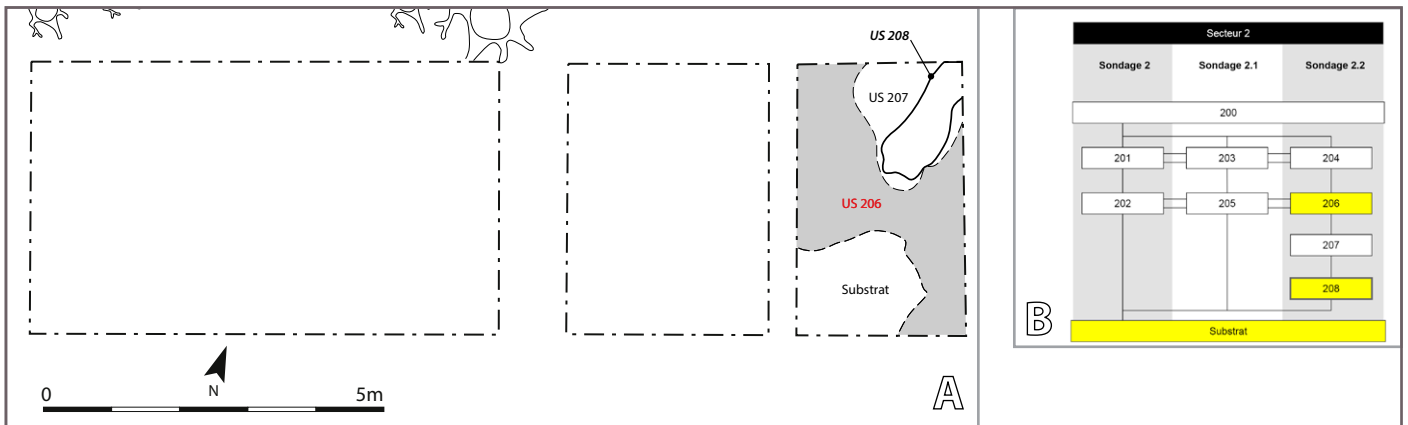 US 208
US 207
US 206
Substrat
N
0 5m
A
Secteur 2
Sondage 2 Sondage 2.1 Sondage 2.2
200
201 203 204
202 205 206
207
208
Substrat
B